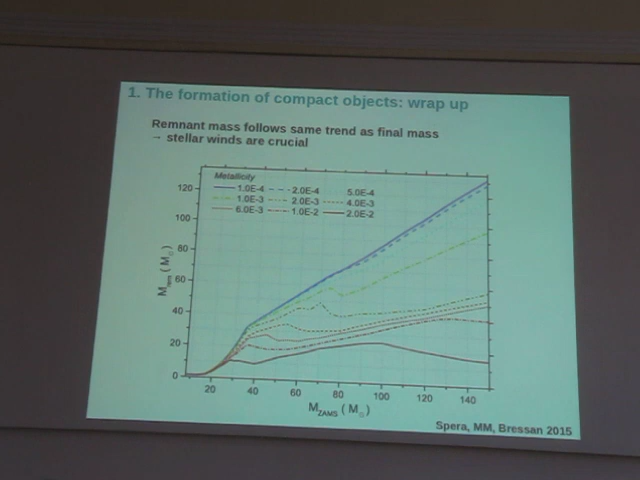 1. The formation of compact objects: wrap up
Remnant mass follows same trend as final mass
→ stellar winds are crucial
Metallicity
1.0E-4 2.0E-4 5.0E-4
1.0E-3 2.0E-3 4.0E-3
6.0E-3 1.0E-2 2.0E-2
120
100
80
60
40
20
0
M_rem (M_☉)
20 40 60 80 100 120 140
M_ZAMS (M_☉)
Spera, MM, Bressan 2015